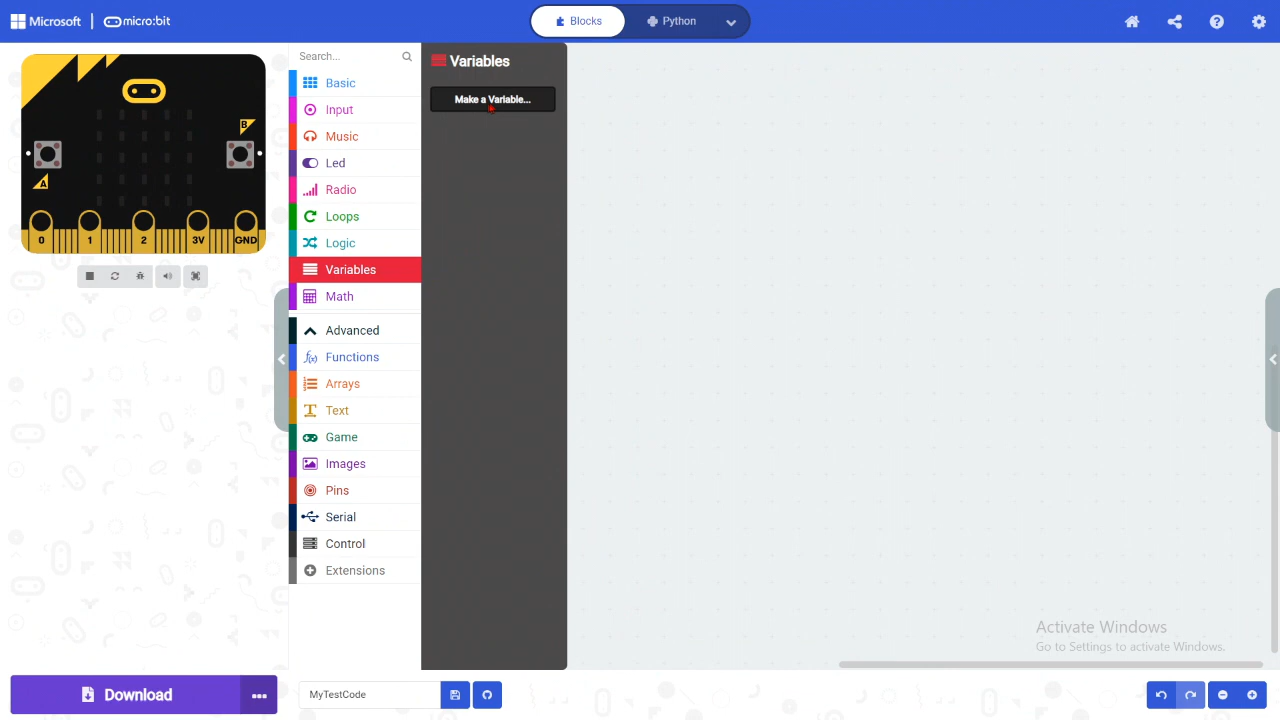 Microsoft micro:bit
Blocks
Python
Search...
Variables
Make a Variable...
Basic
Input
Music
Led
Radio
Loops
Logic
Variables
Math
Advanced
Functions
Arrays
Text
Game
Images
Pins
Serial
Control
Extensions
A
B
0 1 2 3V GND
Activate Windows
Go to Settings to activate Windows.
Download
MyTestCode